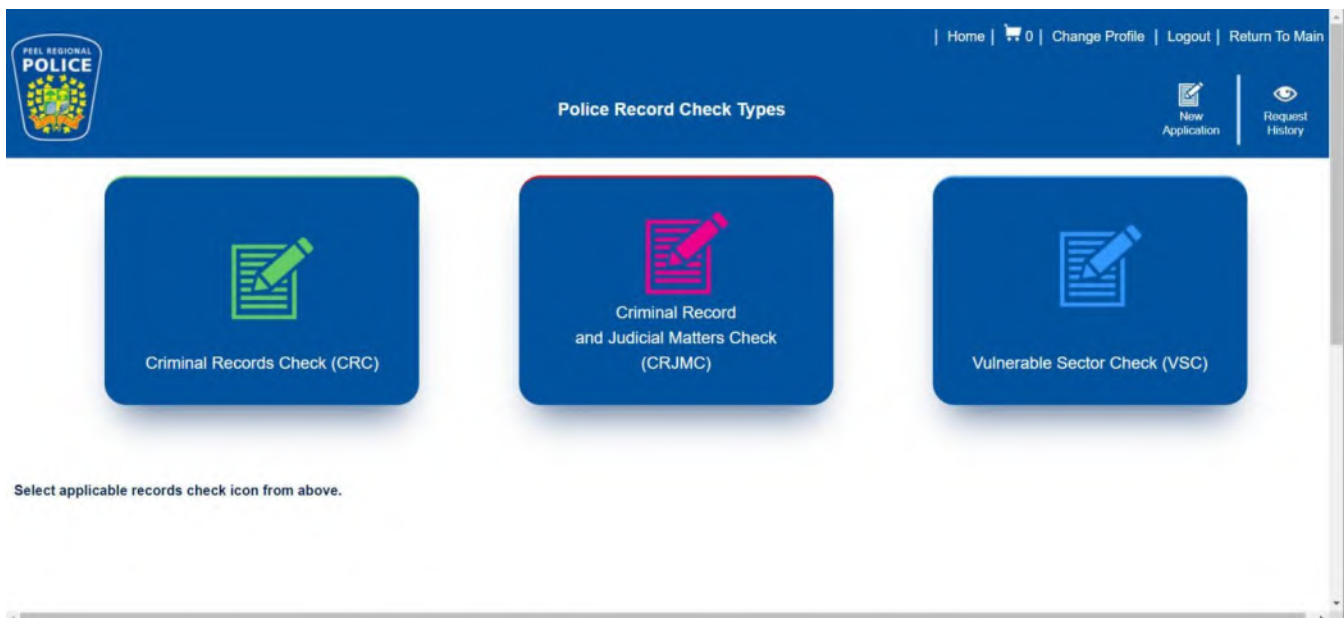 PEEL REGIONAL
POLICE
| Home | 0 | Change Profile | Logout | Return To Main
Police Record Check Types
New
Application
Request
History
Criminal Records Check (CRC)
Criminal Record
and Judicial Matters Check
(CRJMC)
Vulnerable Sector Check (VSC)
Select applicable records check icon from above.